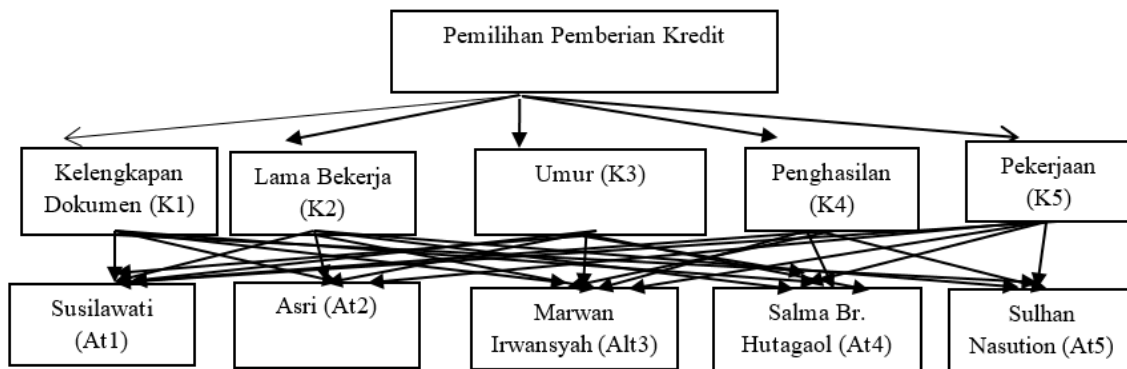 Pemilihan Pemberian Kredit
Kelengkapan
Dokumen (K1)
Lama Bekerja
(K2)
Umur (K3)
Penghasilan
(K4)
Pekerjaan
(K5)
Susilawati
(At1)
Asri (At2)
Marwan
Irwansyah (Alt3)
Salma Br.
Hutagaol (At4)
Sulhan
Nasution (At5)